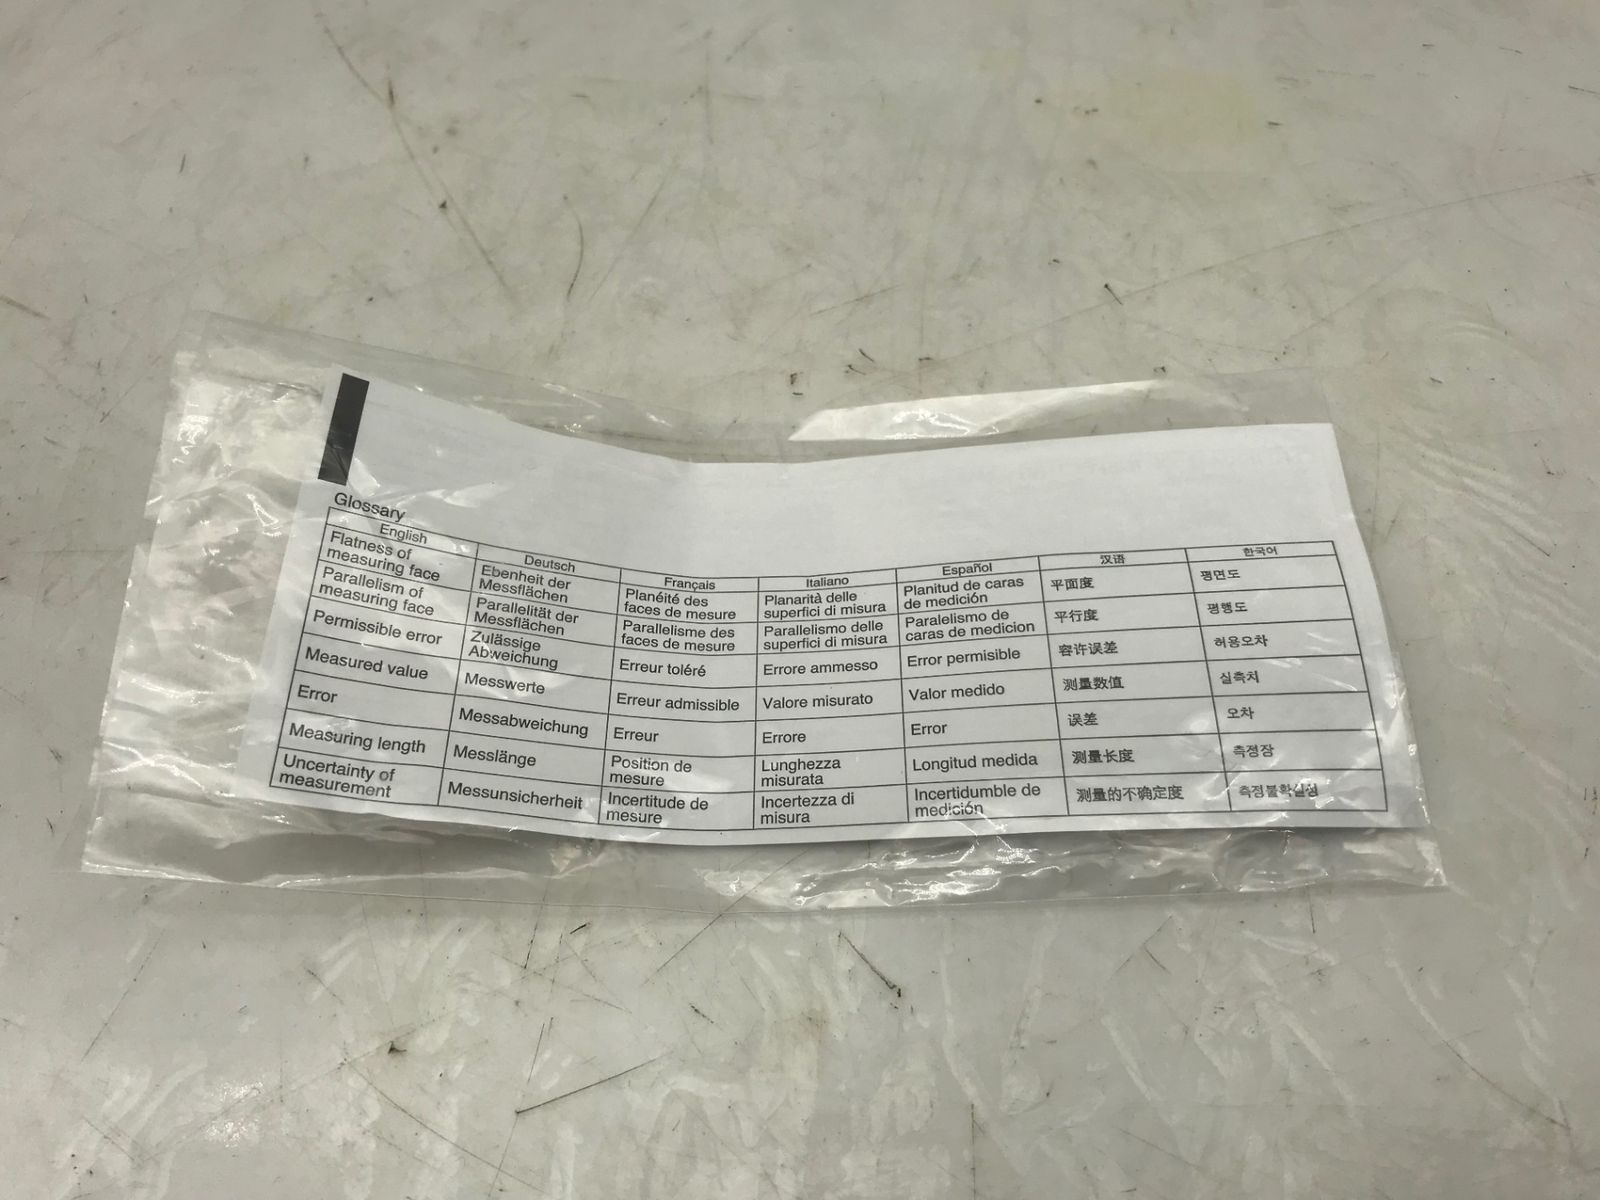 Glossary
English Deutsch Français Italiano Español 汉语 한국어
Flatness of measuring face Ebenheit der Messflächen Planéité des faces de mesure Planarità delle superfici di misura Planitud de caras de medición 平面度 평면도
Parallelism of measuring face Parallelität der Messflächen Parallelisme des faces de mesure Parallelismo delle superfici di misura Paralelismo de caras de medicion 平行度 평행도
Permissible error Zulässige Abweichung Erreur toléré Errore ammesso Error permisible 容许误差 허용오차
Measured value Messwerte Erreur admissible Valore misurato Valor medido 测量数值 실측치
Error Messabweichung Erreur Errore Error 误差 오차
Measuring length Messlänge Position de mesure Lunghezza misurata Longitud medida 测量长度 측정장
Uncertainty of measurement Messunsicherheit Incertitude de mesure Incertezza di misura Incertidumble de medición 测量的不确定度 측정불확실성